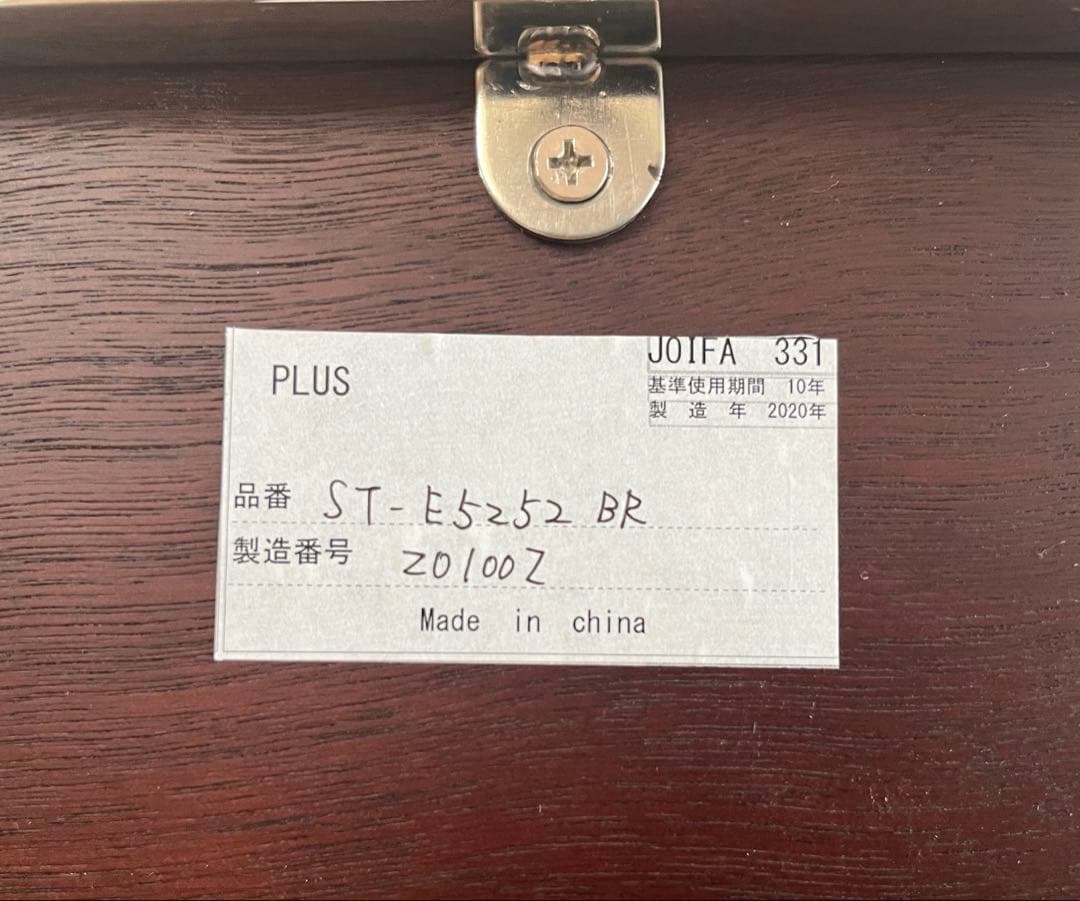 PLUS
JOIFA 331
基準使用期間 10年
製造年 2020年
品番 ST-E5252 BR
製造番号 201002
Made in china